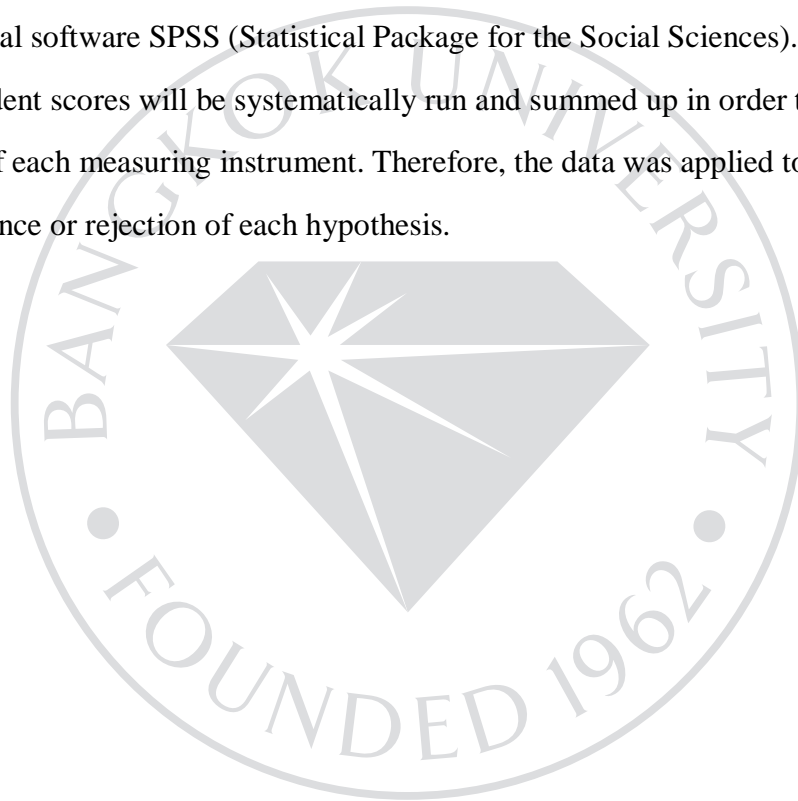 al software SPSS (Statistical Package for the Social Sciences).
dent scores will be systematically run and summed up in order t
f each measuring instrument. Therefore, the data was applied to
nce or rejection of each hypothesis.
BANGKOK UNIVERSITY
• FOUNDED 1962 •